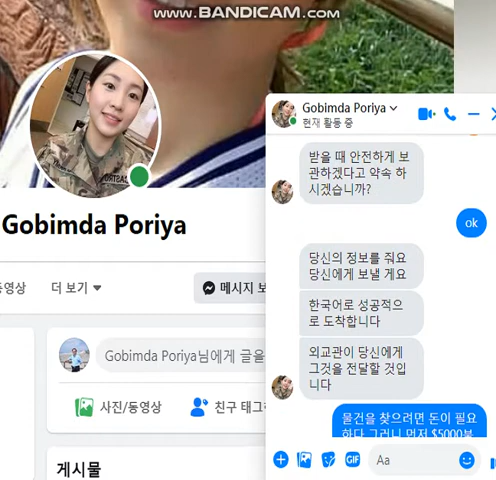 WWW.BANDICAM.COM
Gobimda Poriya
동영상
더 보기
메시지 보
Gobimda Poriya님에게 글을
사진/동영상
친구 태그
게시물
Gobimda Poriya
현재 활동 중
받을 때 안전하게 보
관하겠다고 약속 하
시겠습니까?
ok
당신의 정보를 줘요
당신에게 보낼 게요
한국어로 성공적으
로 도착합니다
외교관이 당신에게
그것을 전달할 것입
니다
물건을 찾으려면 돈이 필요
하다 그러니 먼저 $5000불
GIF
Aa